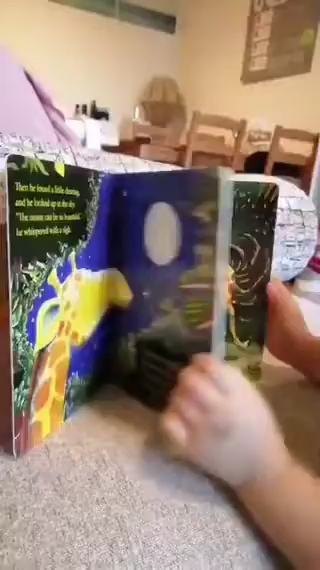 Then he found a little clearing,
and he looked up at the sky.
"The moon can be so beautiful,"
he whispered with a sigh.